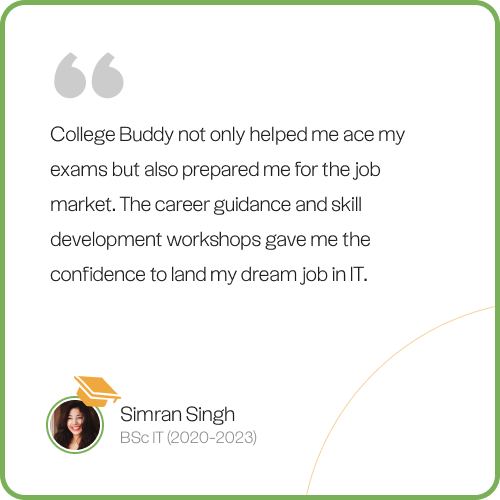 College Buddy not only helped me ace my
exams but also prepared me for the job
market. The career guidance and skill
development workshops gave me the
confidence to land my dream job in IT.
Simran Singh
BSc IT (2020-2023)